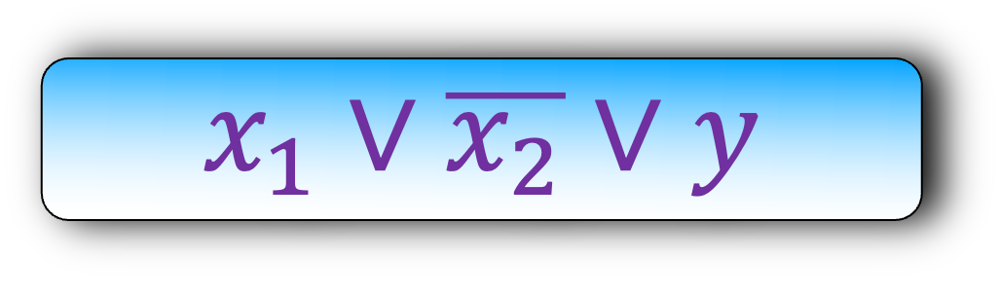 x₁ ∨ x̅₂̅ ∨ y